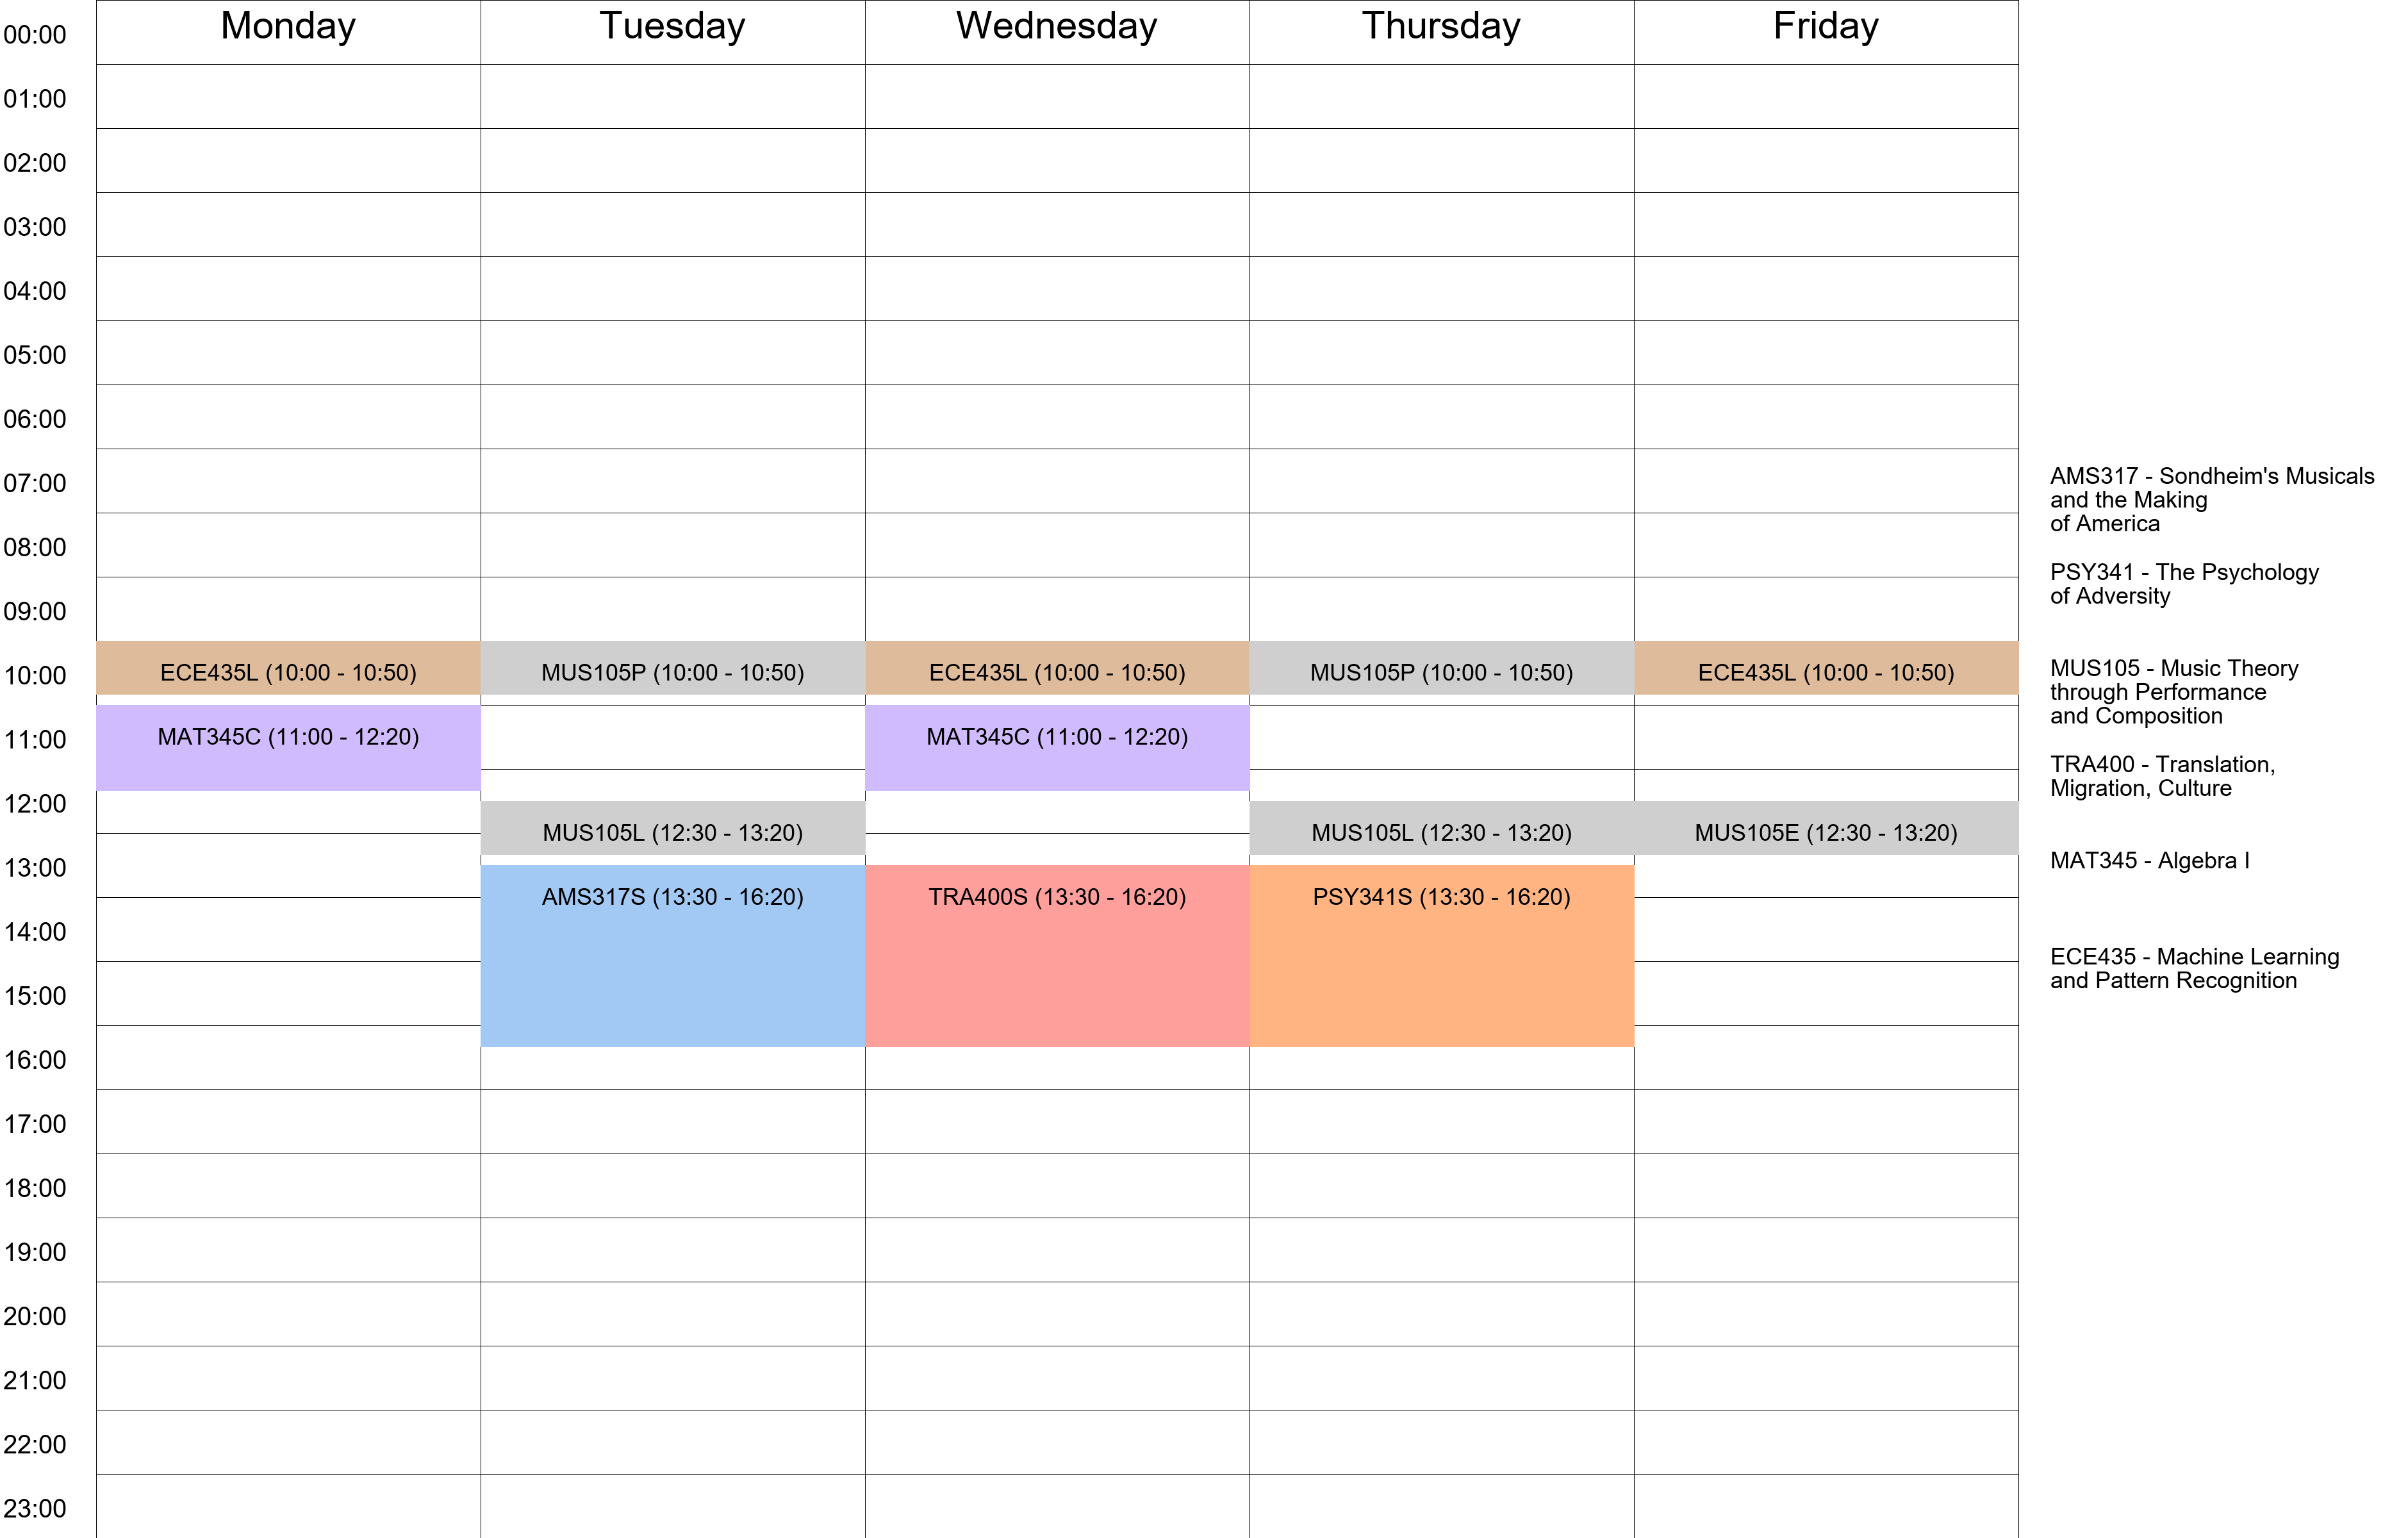 Monday Tuesday Wednesday Thursday Friday
00:00
01:00
02:00
03:00
04:00
05:00
06:00
07:00
08:00
09:00
10:00
ECE435L (10:00 - 10:50) MUS105P (10:00 - 10:50) ECE435L (10:00 - 10:50) MUS105P (10:00 - 10:50) ECE435L (10:00 - 10:50)
11:00
MAT345C (11:00 - 12:20) MAT345C (11:00 - 12:20)
12:00
MUS105L (12:30 - 13:20) MUS105L (12:30 - 13:20) MUS105E (12:30 - 13:20)
13:00
AMS317S (13:30 - 16:20) TRA400S (13:30 - 16:20) PSY341S (13:30 - 16:20)
14:00
15:00
16:00
17:00
18:00
19:00
20:00
21:00
22:00
23:00
AMS317 - Sondheim's Musicals
and the Making
of America
PSY341 - The Psychology
of Adversity
MUS105 - Music Theory
through Performance
and Composition
TRA400 - Translation,
Migration, Culture
MAT345 - Algebra I
ECE435 - Machine Learning
and Pattern Recognition